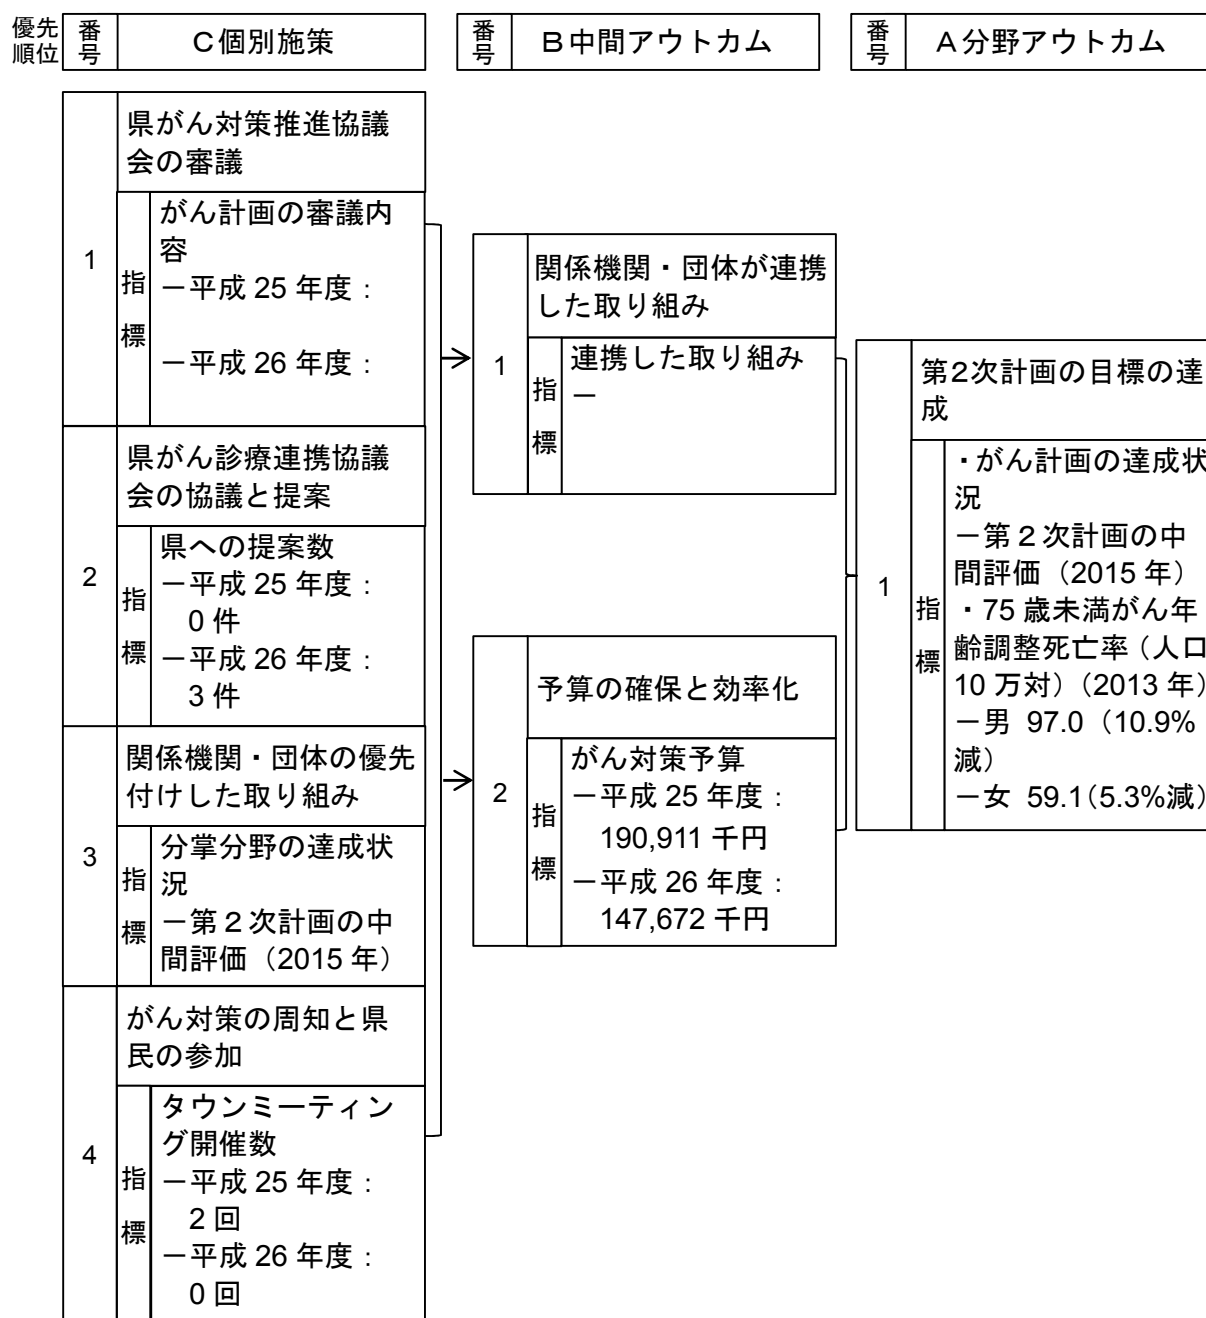 優先
順位
番号
C個別施策
番号
B中間アウトカム
番号
A分野アウトカム
1
県がん対策推進協議
会の審議
指標
がん計画の審議内
容
－平成 25 年度：
－平成 26 年度：
2
県がん診療連携協議
会の協議と提案
指標
県への提案数
－平成 25 年度：
0 件
－平成 26 年度：
3 件
3
関係機関・団体の優先
付けした取り組み
指標
分掌分野の達成状
況
－第２次計画の中
間評価（2015 年）
4
がん対策の周知と県
民の参加
指標
タウンミーティン
グ開催数
－平成 25 年度：
2 回
－平成 26 年度：
0 回
1
関係機関・団体が連携
した取り組み
指標
連携した取り組み
－
2
予算の確保と効率化
指標
がん対策予算
－平成 25 年度：
190,911 千円
－平成 26 年度：
147,672 千円
1
第2次計画の目標の達
成
指標
・がん計画の達成状
況
－第２次計画の中
間評価（2015 年）
・75 歳未満がん年
齢調整死亡率（人口
10 万対）（2013 年）
－男 97.0（10.9%
減）
－女 59.1（5.3%減）